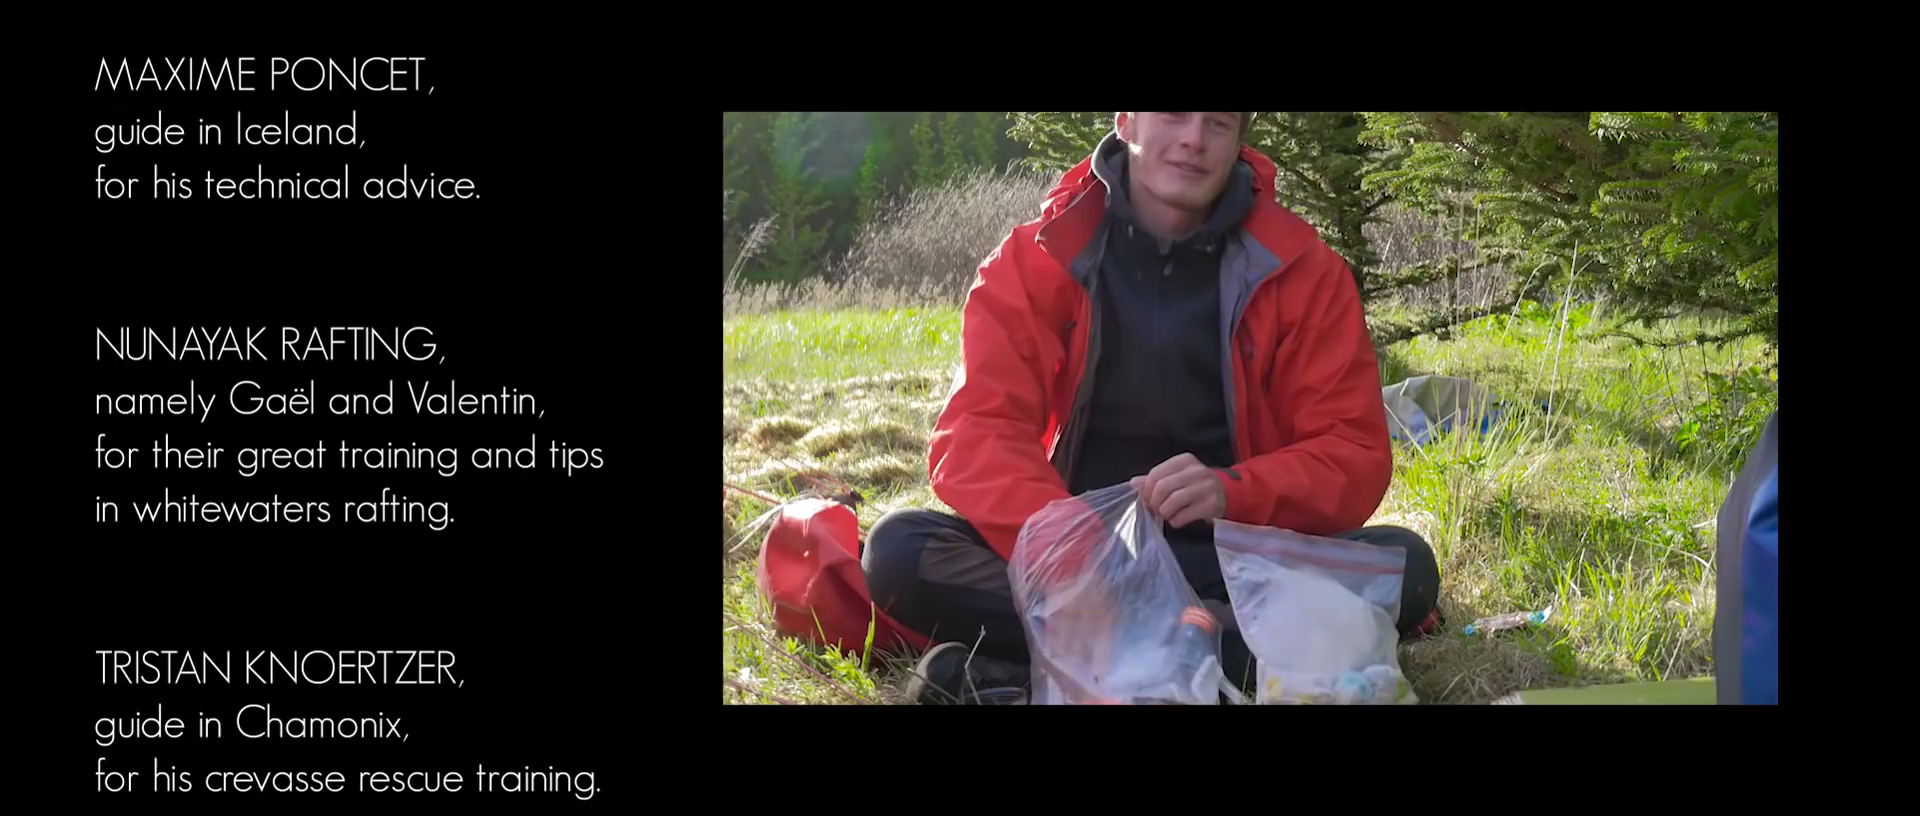 MAXIME PONCET,
guide in Iceland,
for his technical advice.
NUNAYAK RAFTING,
namely Gaël and Valentin,
for their great training and tips
in whitewaters rafting.
TRISTAN KNOERTZER,
guide in Chamonix,
for his crevasse rescue training.